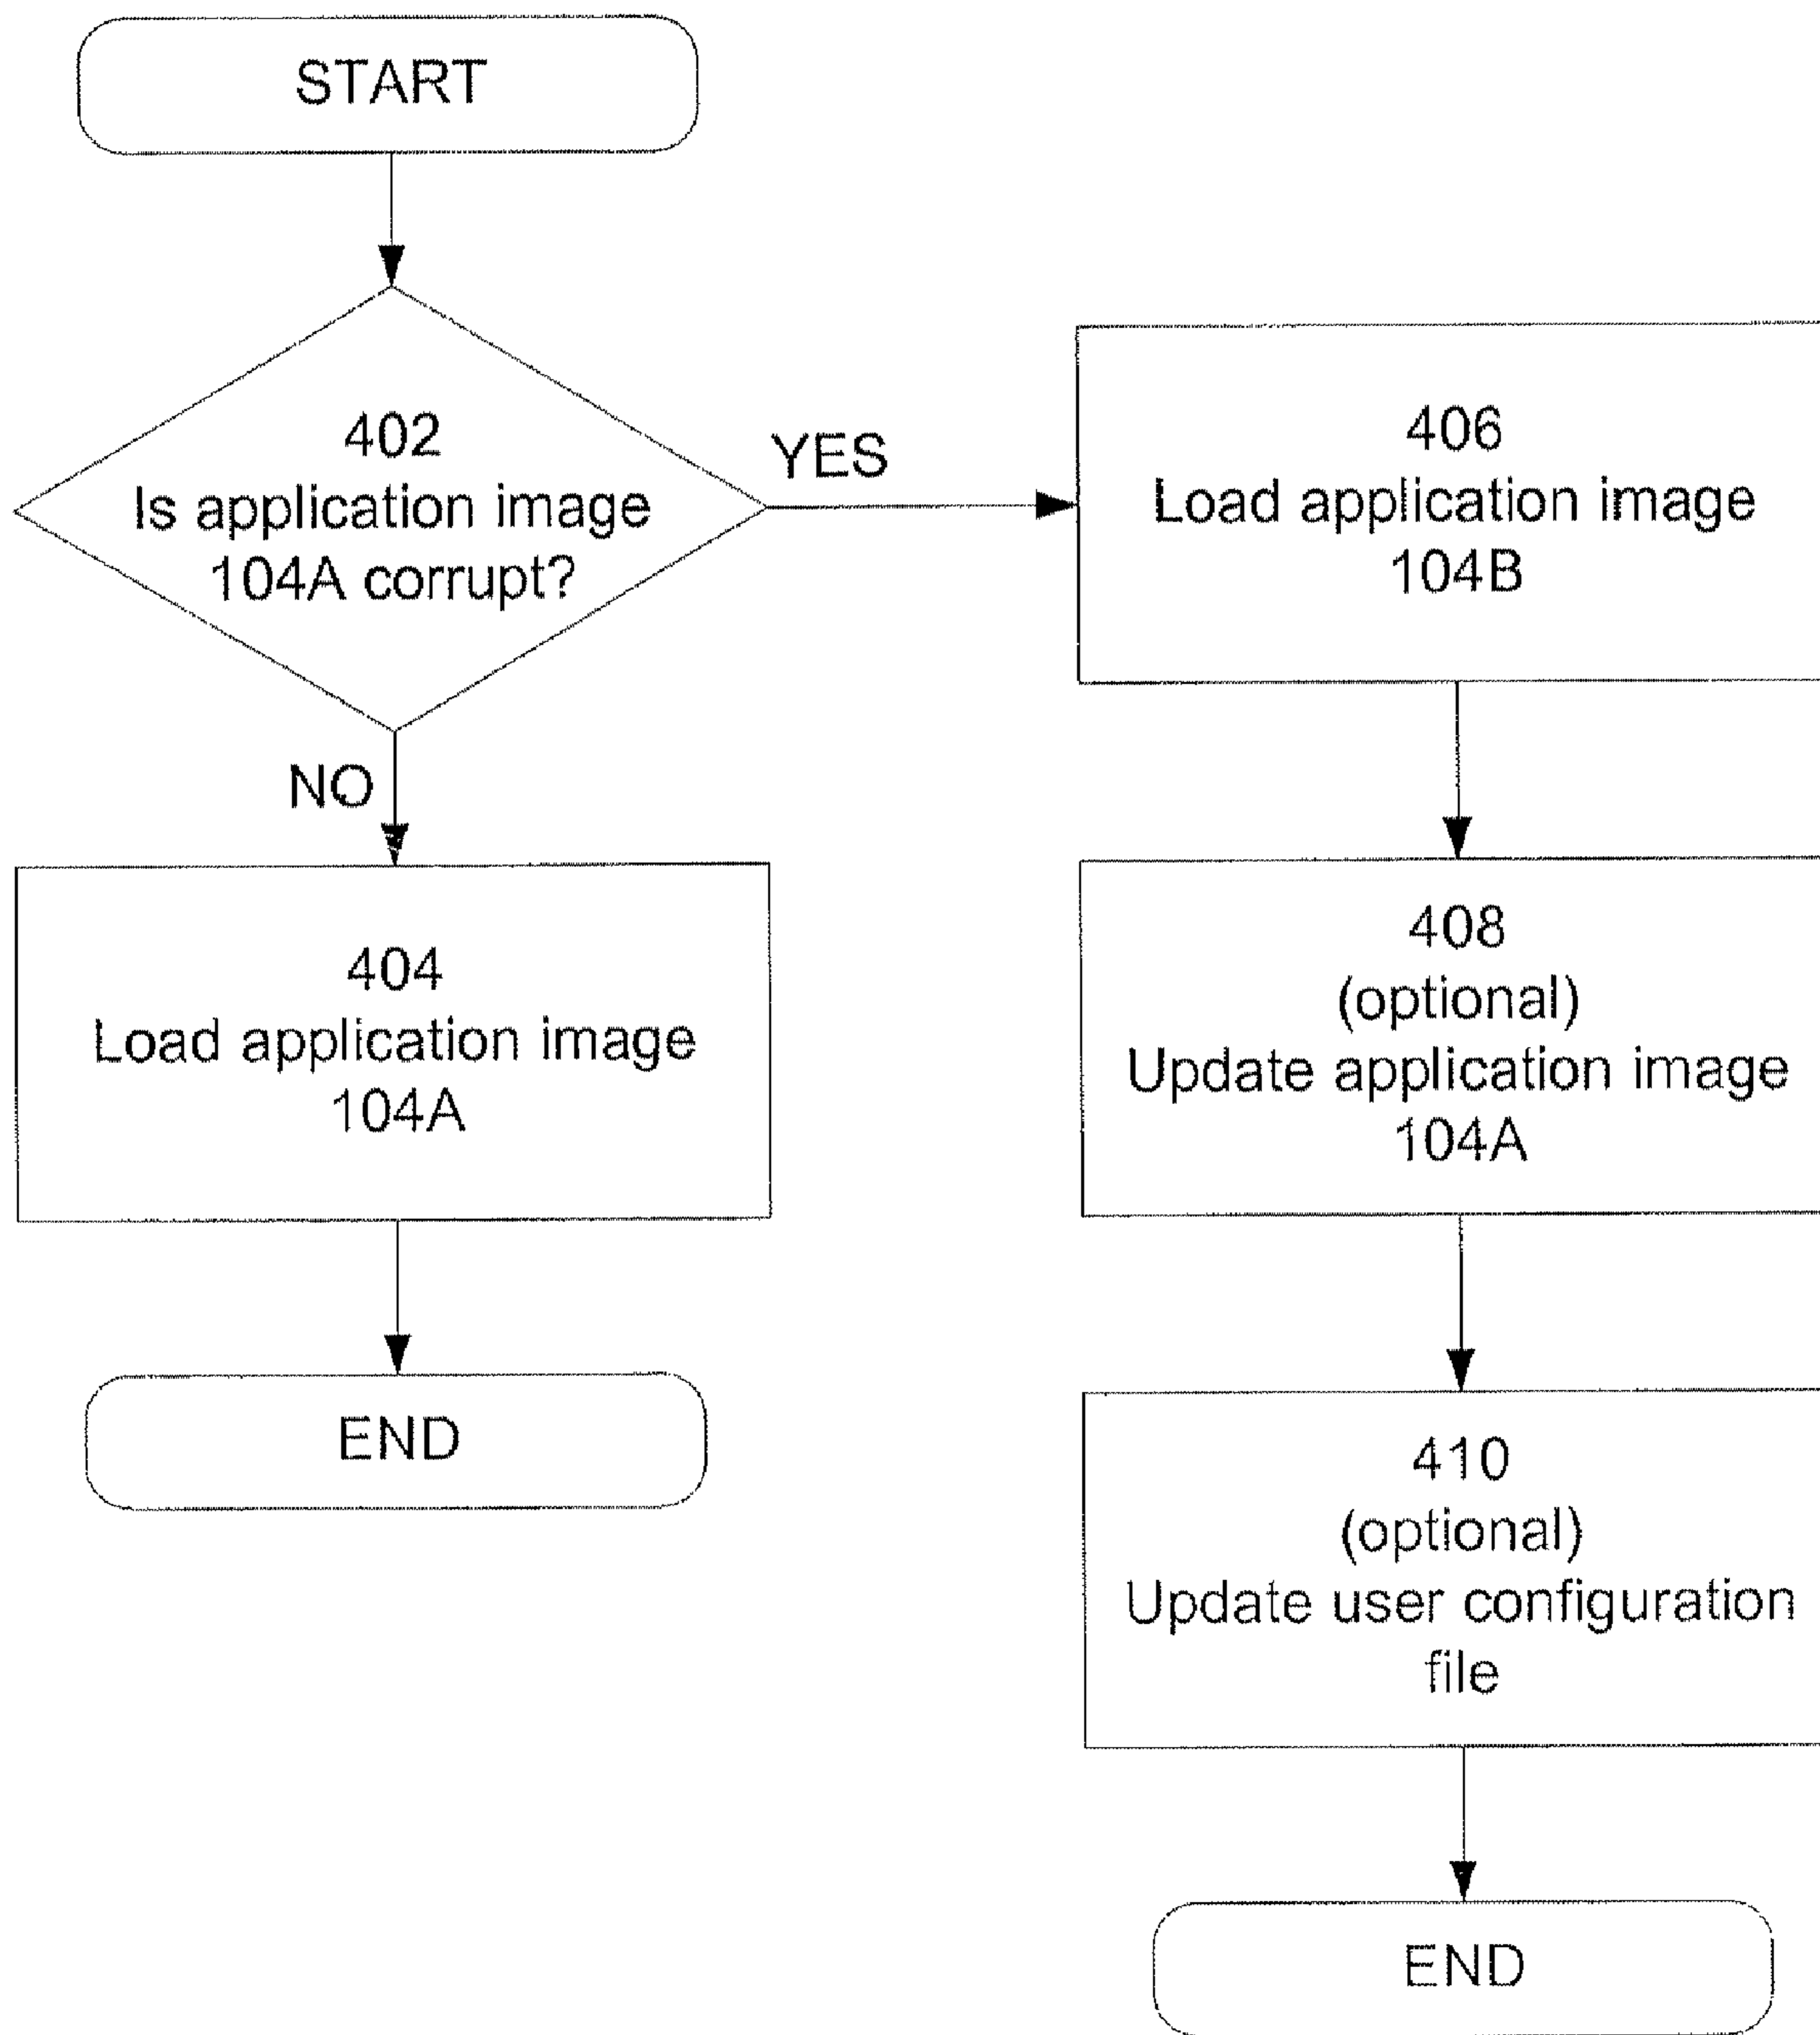 START
402
Is application image
104A corrupt?
YES
NO
404
Load application image
104A
END
406
Load application image
104B
408
(optional)
Update application image
104A
410
(optional)
Update user configuration
file
END